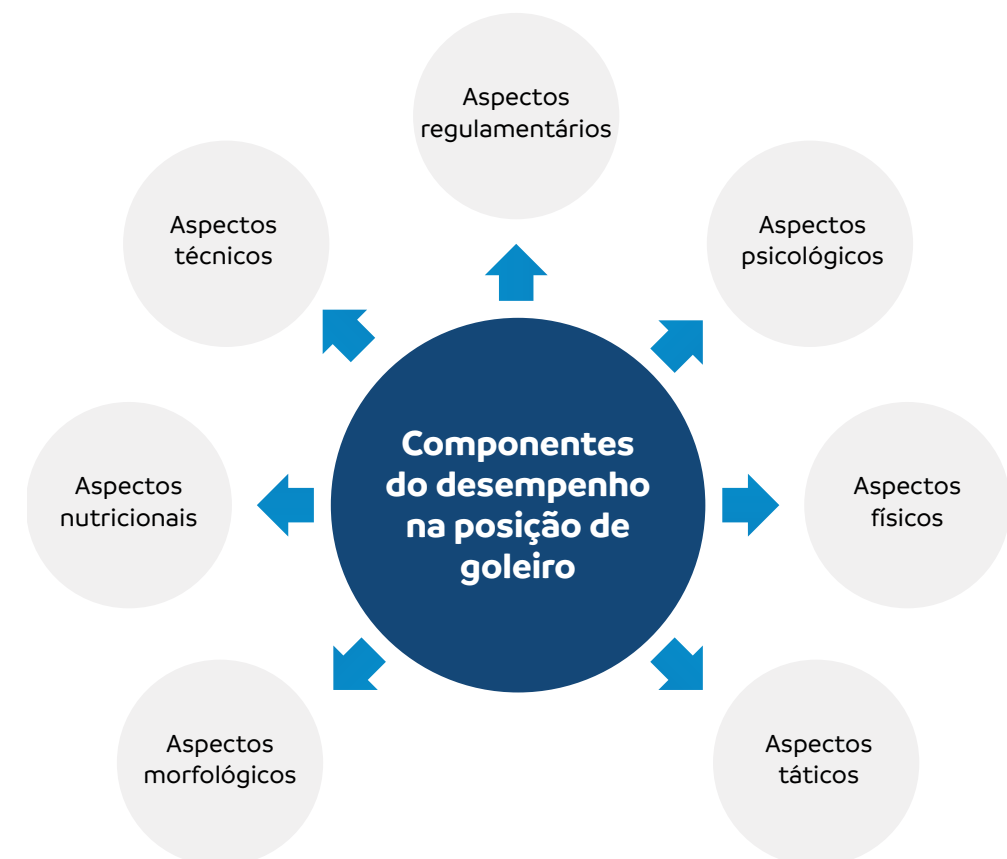 Aspectos
regulamentários
Aspectos
técnicos
Aspectos
psicológicos
Componentes
do desempenho
na posição de
goleiro
Aspectos
nutricionais
Aspectos
físicos
Aspectos
morfológicos
Aspectos
táticos